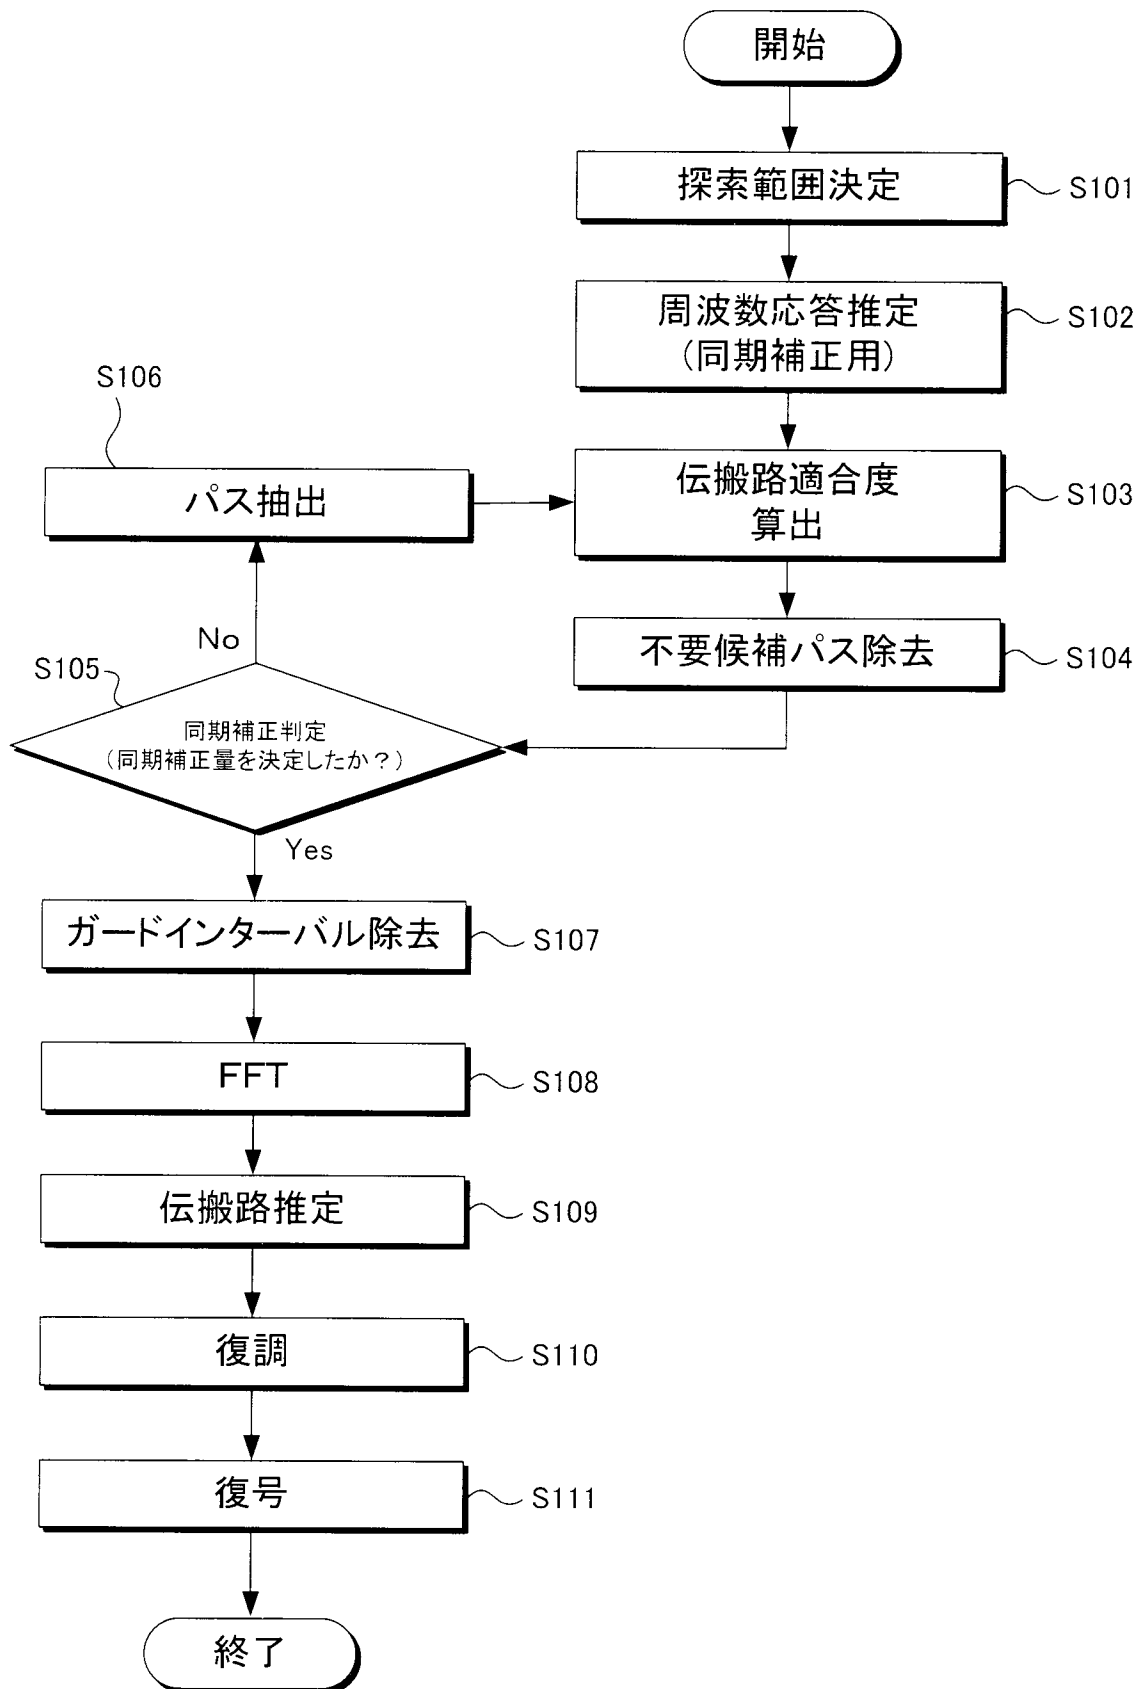 開始
探索範囲決定
S101
周波数応答推定
(同期補正用)
S102
伝搬路適合度
算出
S103
不要候補パス除去
S104
S105
同期補正判定
(同期補正量を決定したか？)
No
S106
パス抽出
Yes
ガードインターバル除去
S107
FFT
S108
伝搬路推定
S109
復調
S110
復号
S111
終了